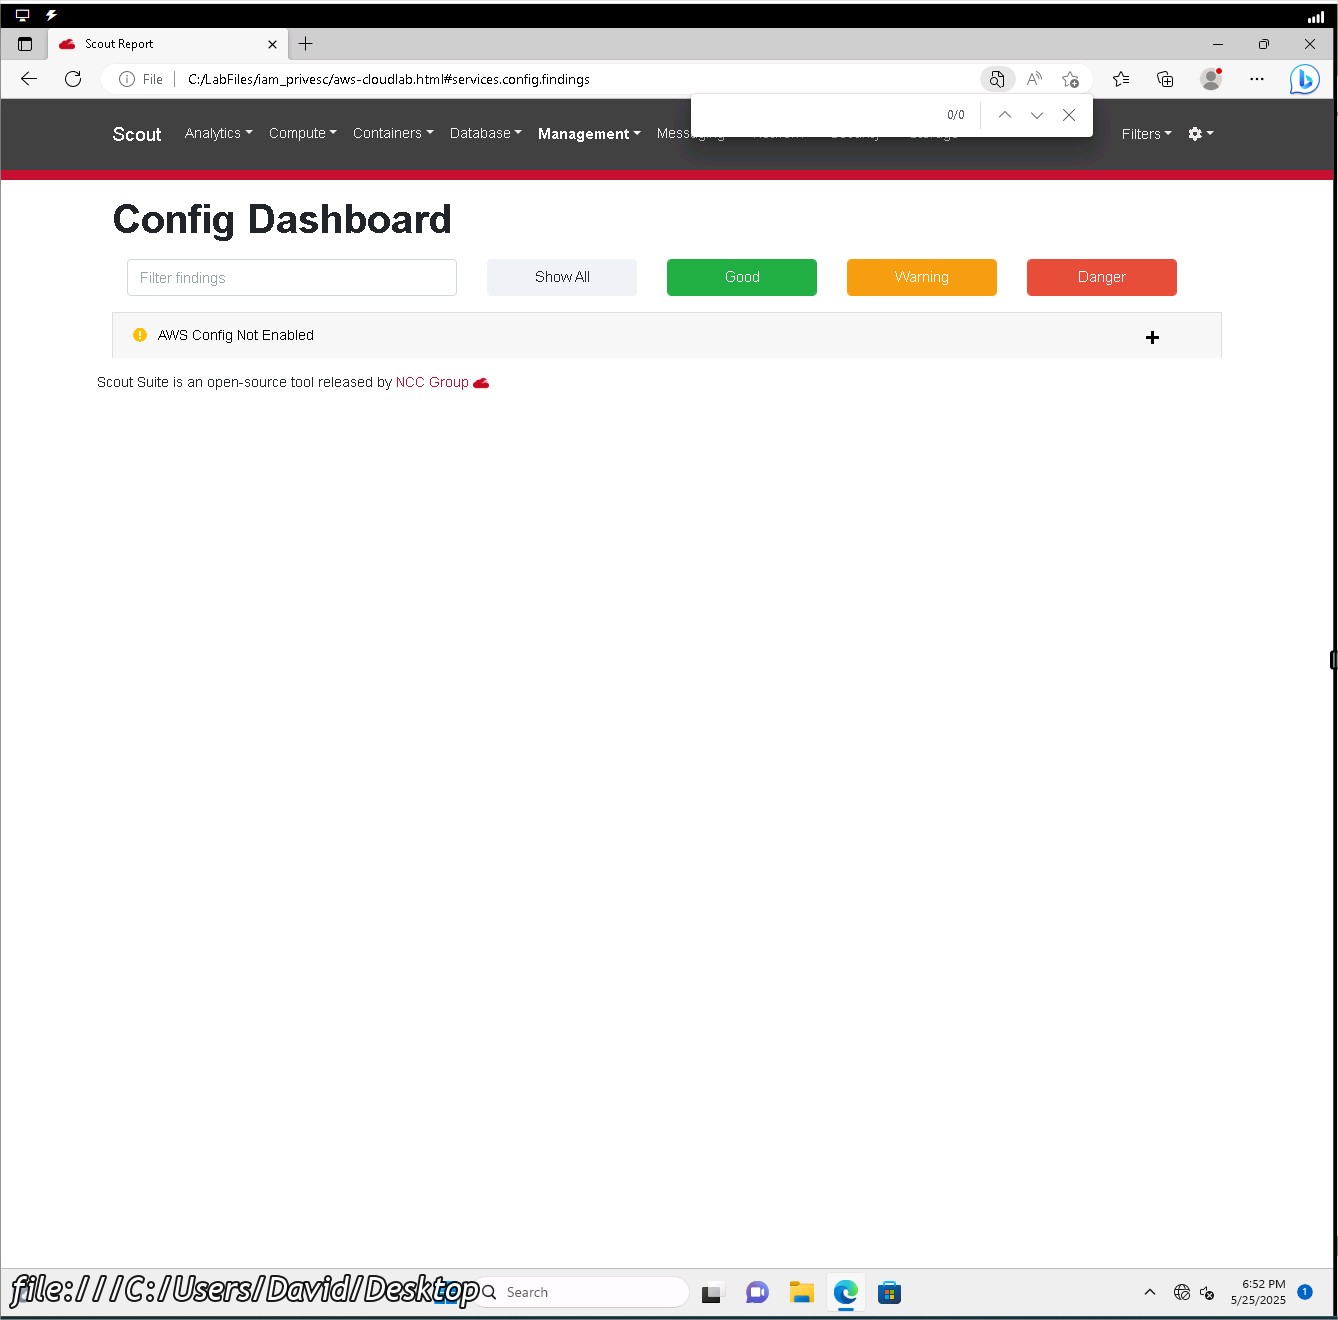 Scout Report
File
C:/LabFiles/iam_privesc/aws-cloudlab.html#services.config.findings
0/0
Scout
Analytics
Compute
Containers
Database
Management
Filters
Config Dashboard
Filter findings
Show All
Good
Warning
Danger
AWS Config Not Enabled
Scout Suite is an open-source tool released by NCC Group
file:///C:/Users/David/Desktop
Search
6:52 PM
5/25/2025
1